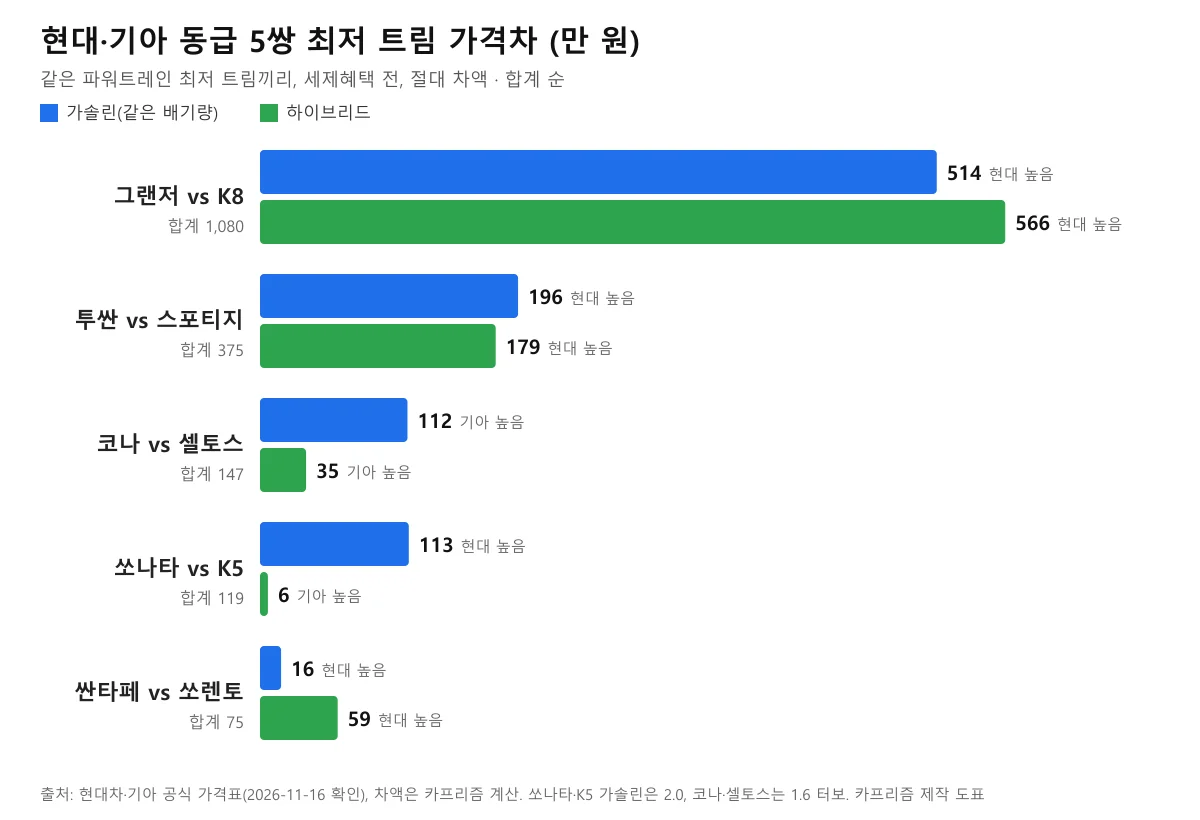 현대·기아 동급 5쌍 최저 트림 가격차 (만 원)
같은 파워트레인 최저 트림끼리, 세제혜택 전, 절대 차액 · 합계 순
가솔린(같은 배기량) 하이브리드
그랜저 vs K8
합계 1,080
514 현대 높음
566 현대 높음
투싼 vs 스포티지
합계 375
196 현대 높음
179 현대 높음
코나 vs 셀토스
합계 147
112 기아 높음
35 기아 높음
쏘나타 vs K5
합계 119
113 현대 높음
6 기아 높음
싼타페 vs 쏘렌토
합계 75
16 현대 높음
59 현대 높음
출처: 현대차·기아 공식 가격표(2026-11-16 확인), 차액은 카프리즘 계산. 쏘나타·K5 가솔린은 2.0, 코나·셀토스는 1.6 터보. 카프리즘 제작 도표